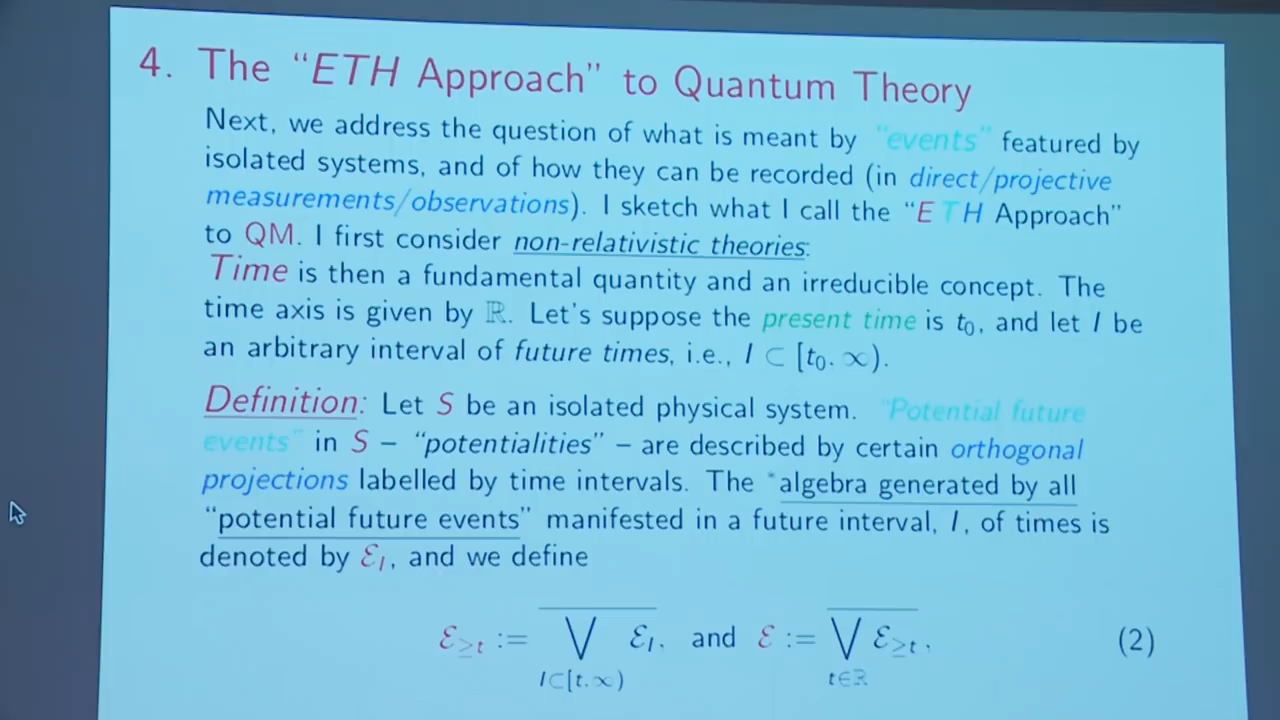 4. The “ETH Approach” to Quantum Theory
Next, we address the question of what is meant by “events” featured by
isolated systems, and of how they can be recorded (in direct/projective
measurements/observations). I sketch what I call the “E T H Approach”
to QM. I first consider non-relativistic theories:
Time is then a fundamental quantity and an irreducible concept. The
time axis is given by ℝ. Let's suppose the present time is t₀, and let I be
an arbitrary interval of future times, i.e., I ⊂ [t₀, ∞).
Definition: Let S be an isolated physical system. “Potential future
events” in S – “potentialities” – are described by certain orthogonal
projections labelled by time intervals. The *algebra generated by all
“potential future events” manifested in a future interval, I, of times is
denoted by ℰ_I, and we define
ℰ_{≥t} := \overline{⋁_{I⊂[t,∞)} ℰ_I}, and ℰ := \overline{⋁_{t∈ℝ} ℰ_{≥t}}. (2)